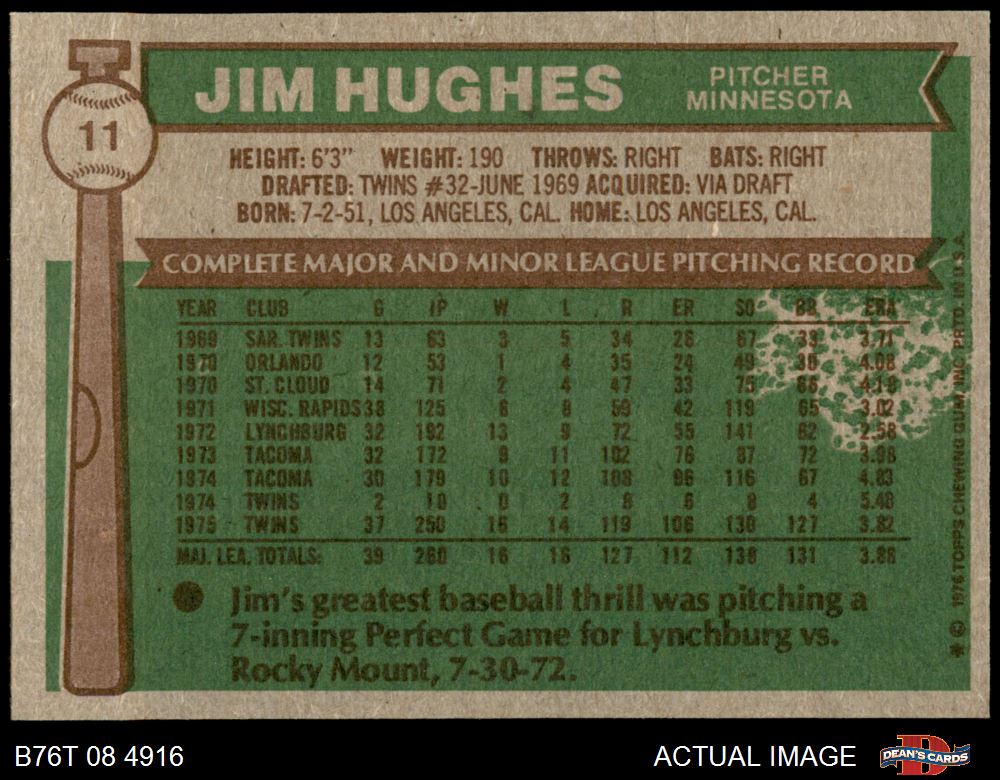 JIM HUGHES
PITCHER
MINNESOTA
11
HEIGHT: 6'3" WEIGHT: 190 THROWS: RIGHT BATS: RIGHT
DRAFTED: TWINS #32-JUNE 1969 ACQUIRED: VIA DRAFT
BORN: 7-2-51, LOS ANGELES, CAL. HOME: LOS ANGELES, CAL.
COMPLETE MAJOR AND MINOR LEAGUE PITCHING RECORD
YEAR CLUB G IP W L R ER SO BB ERA
1969 SAR. TWINS 13 63 3 5 34 26 67 33 3.71
1970 ORLANDO 12 53 1 4 35 24 49 30 4.08
1970 ST. CLOUD 14 71 2 4 47 33 75 4.18
1971 WISC. RAPIDS 38 125 8 59 42 119 65 3.02
1972 LYNCHBURG 32 192 13 9 72 55 141 62 2.58
1973 TACOMA 32 172 9 11 102 76 87 72 3.98
1974 TACOMA 30 179 10 12 108 96 116 67 4.83
1974 TWINS 2 10 0 2 8 6 8 4 5.40
1975 TWINS 37 250 16 14 119 106 130 127 3.82
MAJ. LEA. TOTALS: 39 260 16 16 127 112 138 131 3.88
Jim's greatest baseball thrill was pitching a
7-inning Perfect Game for Lynchburg vs.
Rocky Mount, 7-30-72.
* © 1976 TOPPS CHEWING GUM, INC. PRTD. IN U.S.A.
B76T 08 4916
ACTUAL IMAGE
D
DEAN'S CARDS